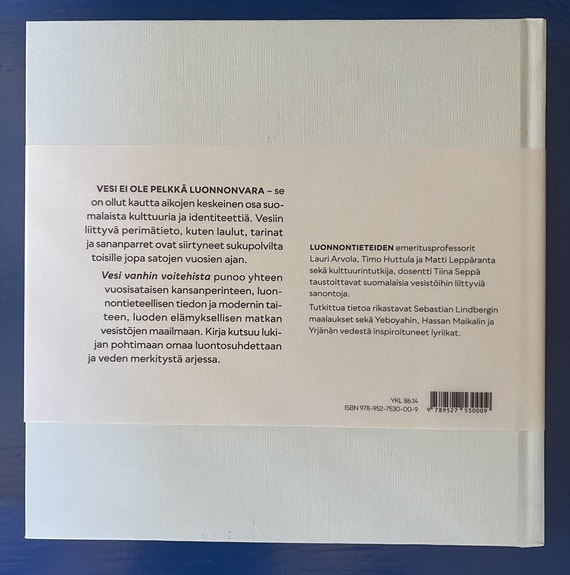 VESI EI OLE PELKKÄ LUONNONVARA – se
on ollut kautta aikojen keskeinen osa suo-
malaista kulttuuria ja identiteettiä. Vesiin
liittyvä perimätieto, kuten laulut, tarinat
ja sananparret ovat siirtyneet sukupolvilta
toisille jopa satojen vuosien ajan.
Vesi vanhin voitehista punoo yhteen
vuosisataisen kansanperinteen, luon-
nontieteellisen tiedon ja modernin tai-
teen, luoden elämyksellisen matkan
vesistöjen maailmaan. Kirja kutsuu luki-
jan pohtimaan omaa luontosuhdettaan
ja veden merkitystä arjessa.
LUONNONTIETEIDEN emeritusprofessorit
Lauri Arvola, Timo Huttula ja Matti Leppäranta
sekä kulttuurintutkija, dosentti Tiina Seppä
taustoittavat suomalaisia vesistöihin liittyviä
sanontoja.
Tutkittua tietoa rikastavat Sebastian Lindbergin
maalaukset sekä Yeboyahin, Hassan Maikalin ja
Yrjänän vedestä inspiroituneet lyriikat.
YKL 86.14
ISBN 978-952-7530-00-9
9 789527 530009